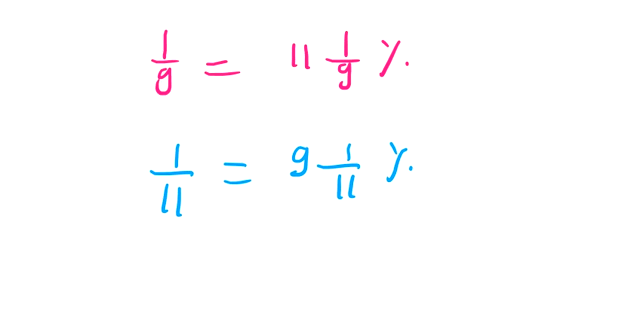 1/9 = 11 1/9 %
1/11 = 9 1/11 %